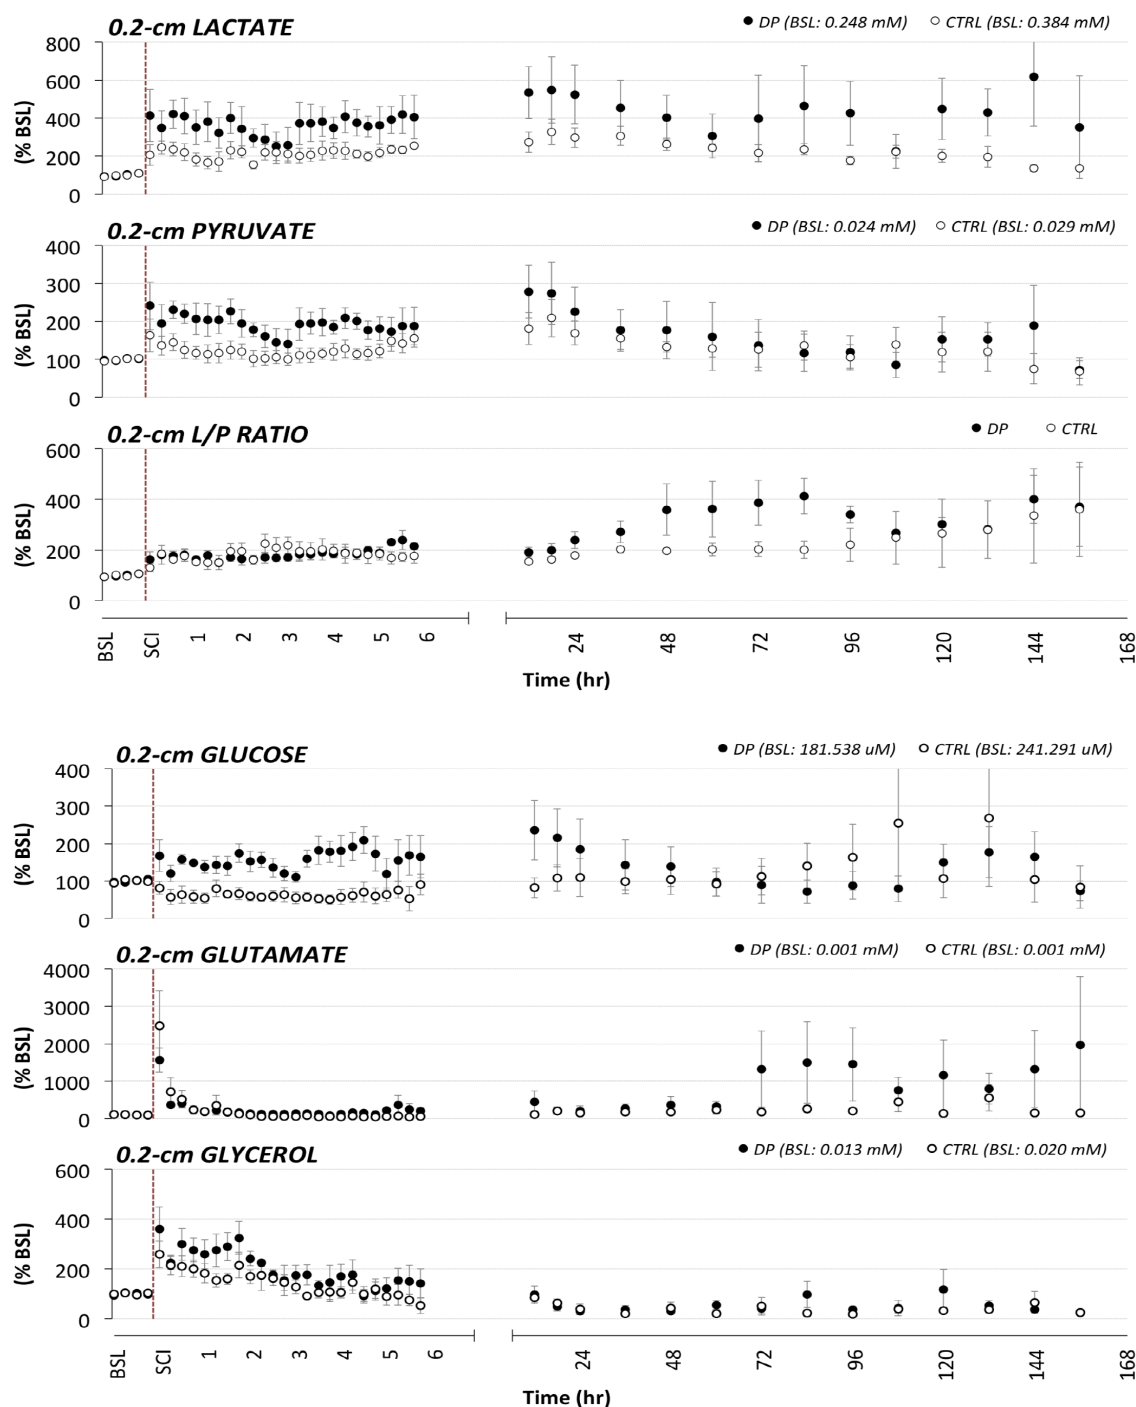 0.2-cm LACTATE
DP (BSL: 0.248 mM) CTRL (BSL: 0.384 mM)
(% BSL)
800
600
400
200
0
0.2-cm PYRUVATE
DP (BSL: 0.024 mM) CTRL (BSL: 0.029 mM)
(% BSL)
400
300
200
100
0
0.2-cm L/P RATIO
DP CTRL
(% BSL)
600
400
200
0
BSL SCI 1 2 3 4 5 6 24 48 72 96 120 144 168
Time (hr)
0.2-cm GLUCOSE
DP (BSL: 181.538 uM) CTRL (BSL: 241.291 uM)
(% BSL)
400
300
200
100
0
0.2-cm GLUTAMATE
DP (BSL: 0.001 mM) CTRL (BSL: 0.001 mM)
(% BSL)
4000
2000
1000
0
0.2-cm GLYCEROL
DP (BSL: 0.013 mM) CTRL (BSL: 0.020 mM)
(% BSL)
600
400
200
0
BSL SCI 1 2 3 4 5 6 24 48 72 96 120 144 168
Time (hr)